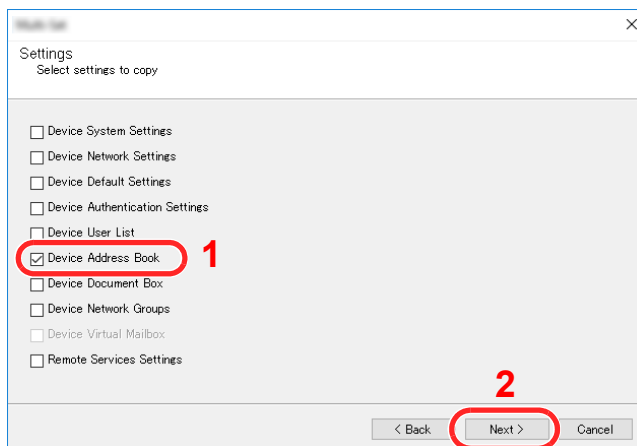 Settings
Select settings to copy
Device System Settings
Device Network Settings
Device Default Settings
Device Authentication Settings
Device User List
Device Address Book 1
Device Document Box
Device Network Groups
Device Virtual Mailbox
Remote Services Settings
2
< Back Next > Cancel